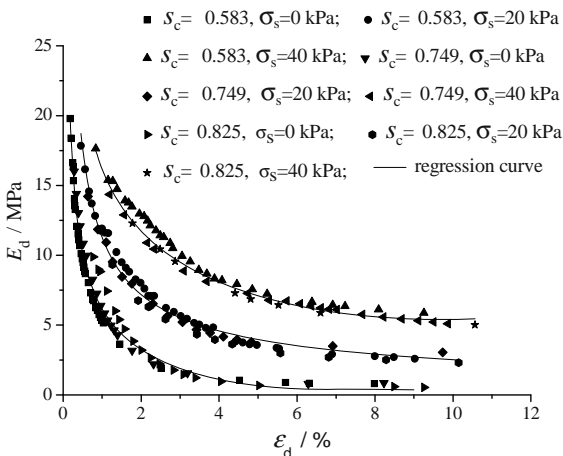 ■ s_c= 0.583, σ_s=0 kPa; ● s_c= 0.583, σ_s=20 kPa
▲ s_c= 0.583, σ_s=40 kPa; ▼ s_c= 0.749, σ_s=0 kPa
◆ s_c= 0.749, σ_s=20 kPa; ◄ s_c= 0.749, σ_s=40 kPa
► s_c= 0.825, σ_s=0 kPa; ⬢ s_c= 0.825, σ_s=20 kPa
★ s_c= 0.825, σ_s=40 kPa; — regression curve
25
20
15
10
5
0
E_d / MPa
0 2 4 6 8 10 12
ε_d / %